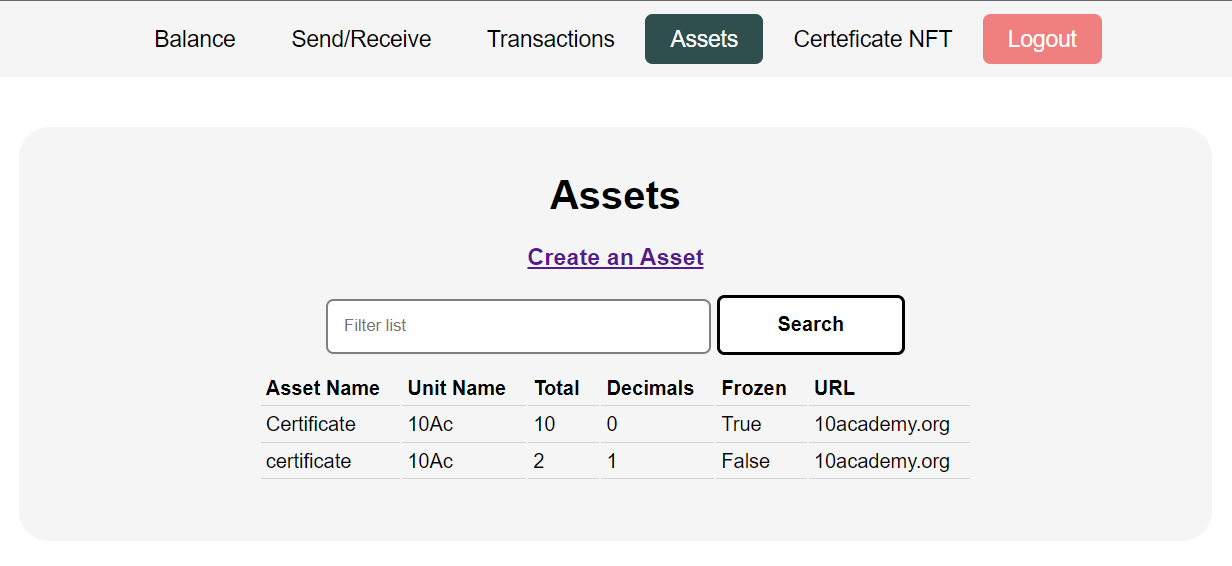 Balance Send/Receive Transactions Assets Certeficate NFT Logout
Assets
Create an Asset
Filter list Search
Asset Name Unit Name Total Decimals Frozen URL
Certificate 10Ac 10 0 True 10academy.org
certificate 10Ac 2 1 False 10academy.org